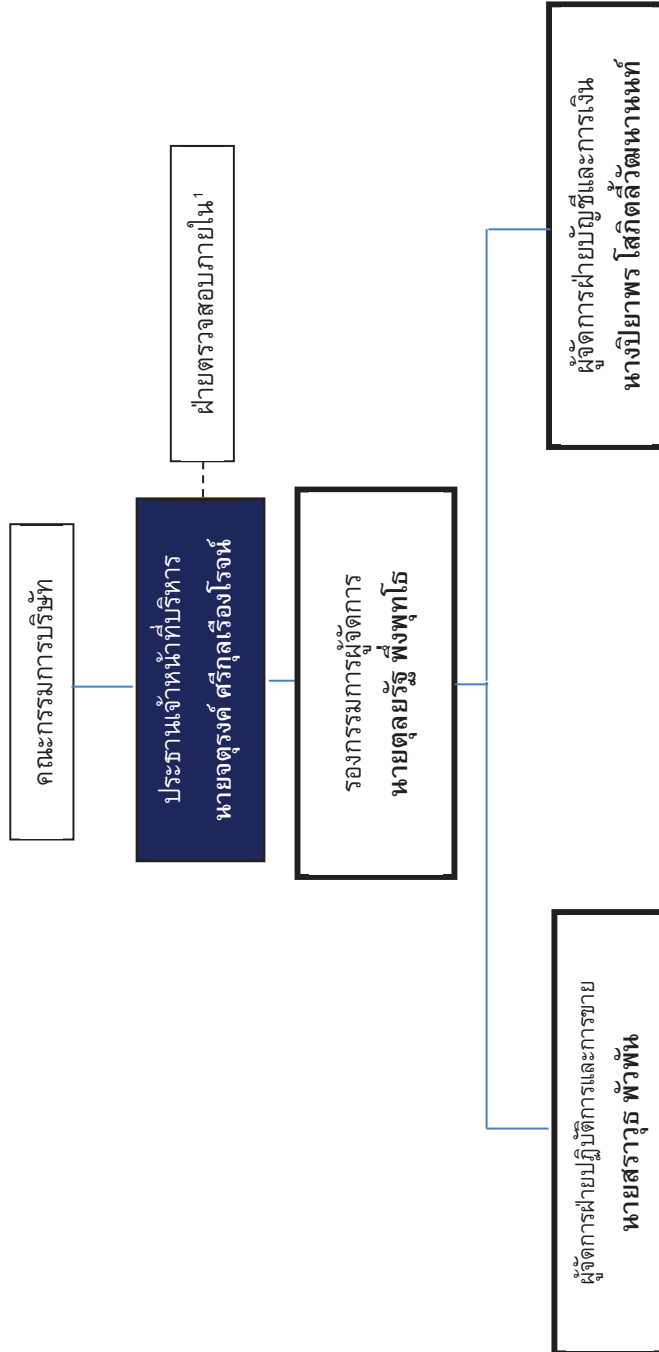 คณะกรรมการบริษัท
ประธานเจ้าหน้าที่บริหาร
นายจตุรงค์ ศรีกุลเรืองโรจน์
ฝ่ายตรวจสอบภายใน¹
รองกรรมการผู้จัดการ
นายตุลยรัฐ พึ่งพุทโธ
ผู้จัดการฝ่ายปฏิบัติการและการขาย
นายสราวุธ พัวพัน
ผู้จัดการฝ่ายบัญชีและการเงิน
นางปิยาพร โสภิตลี้วัฒนานนท์